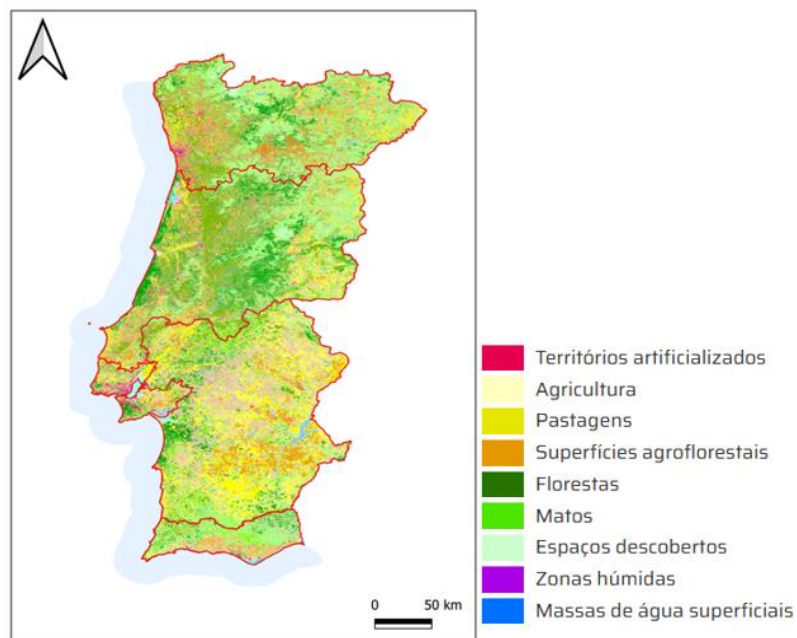 Territórios artificializados
Agricultura
Pastagens
Superfícies agroflorestais
Florestas
Matos
Espaços descobertos
Zonas húmidas
Massas de água superficiais
0 50 km